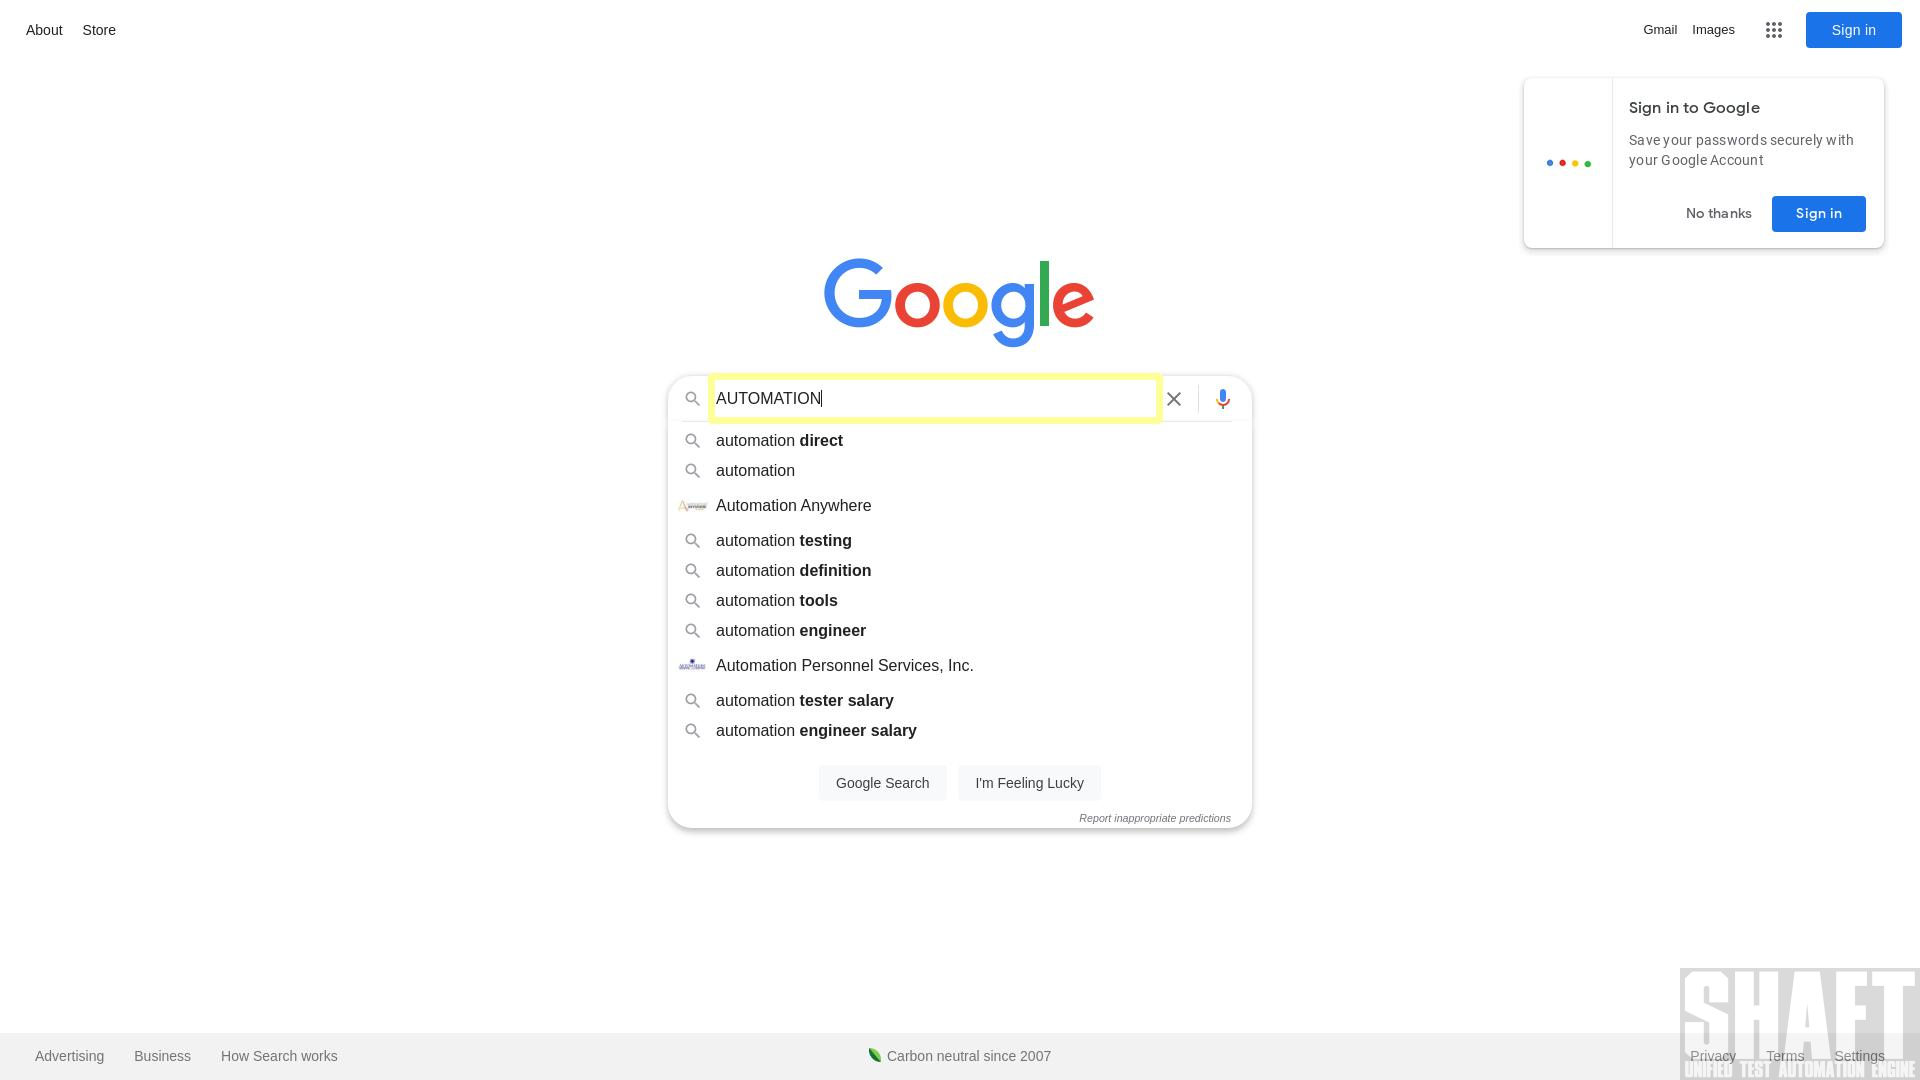 About
Store
Gmail
Images
Sign in
Sign in to Google
Save your passwords securely with
your Google Account
No thanks
Sign in
Google
AUTOMATION
automation direct
automation
Automation Anywhere
automation testing
automation definition
automation tools
automation engineer
Automation Personnel Services, Inc.
automation tester salary
automation engineer salary
Google Search
I'm Feeling Lucky
Report inappropriate predictions
Advertising
Business
How Search works
Carbon neutral since 2007
Privacy
Terms
Settings
SHAFT
UNIFIED TEST AUTOMATION ENGINE